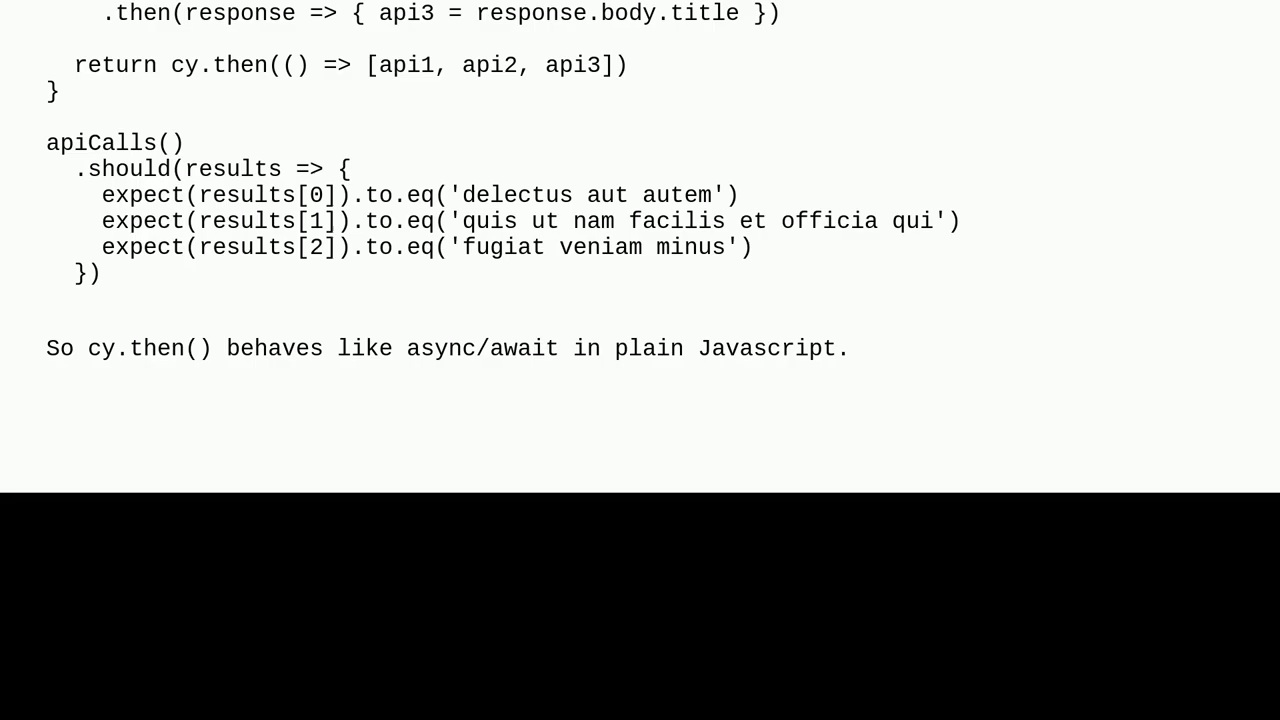 .then(response => { api3 = response.body.title })
return cy.then(() => [api1, api2, api3])
}
apiCalls()
.should(results => {
expect(results[0]).to.eq('delectus aut autem')
expect(results[1]).to.eq('quis ut nam facilis et officia qui')
expect(results[2]).to.eq('fugiat veniam minus')
})
So cy.then() behaves like async/await in plain Javascript.